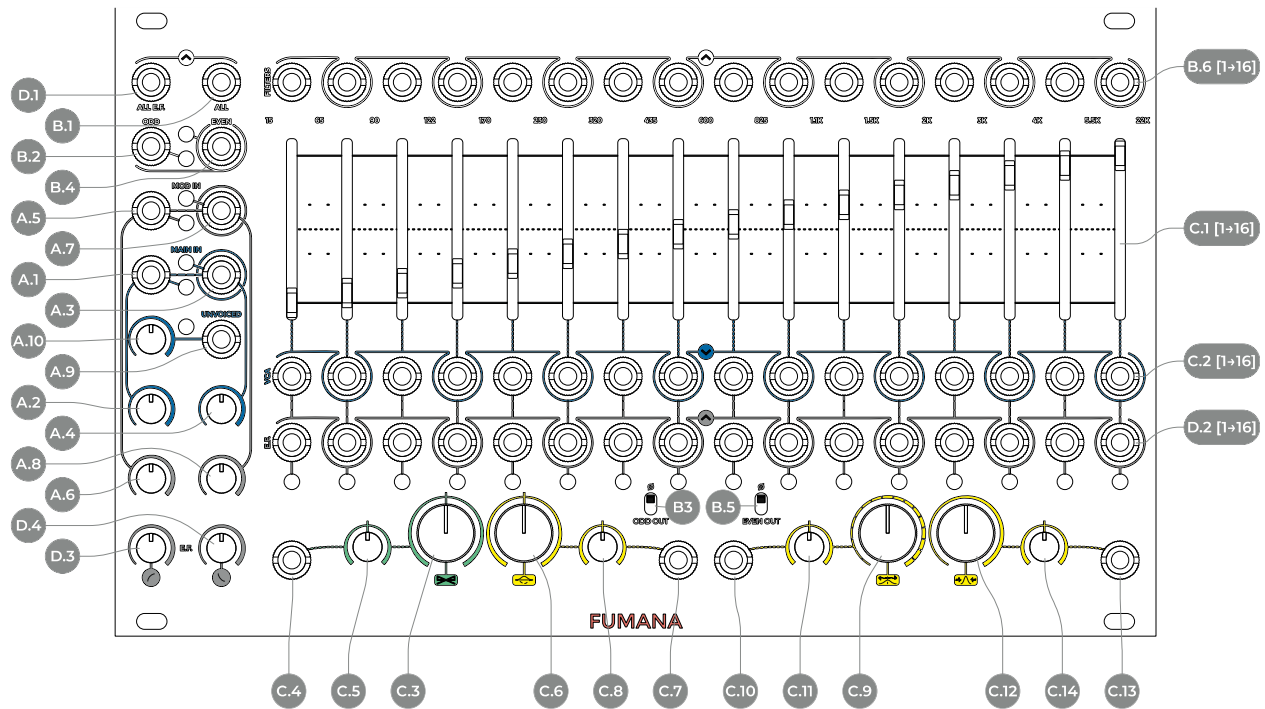 D.1
B.1
B.2
B.4
A.5
A.7
A.1
A.3
A.10
A.9
A.2
A.4
A.8
A.6
D.4
D.3
ALL E.F.
ALL
ODD
EVEN
MOD IN
MAIN IN
UNVOICED
E.F.
FIXEDS
15 65 90 122 170 230 320 435 600 825 1.1K 1.5K 2K 3K 4K 5.5K 22K
VCA
E.F.
Ø
ODD OUT
B3
B.5
Ø
EVEN OUT
FUMANA
B.6 [1→16]
C.1 [1→16]
C.2 [1→16]
D.2 [1→16]
C.4 C.5 C.3 C.6 C.8 C.7 C.10 C.11 C.9 C.12 C.14 C.13